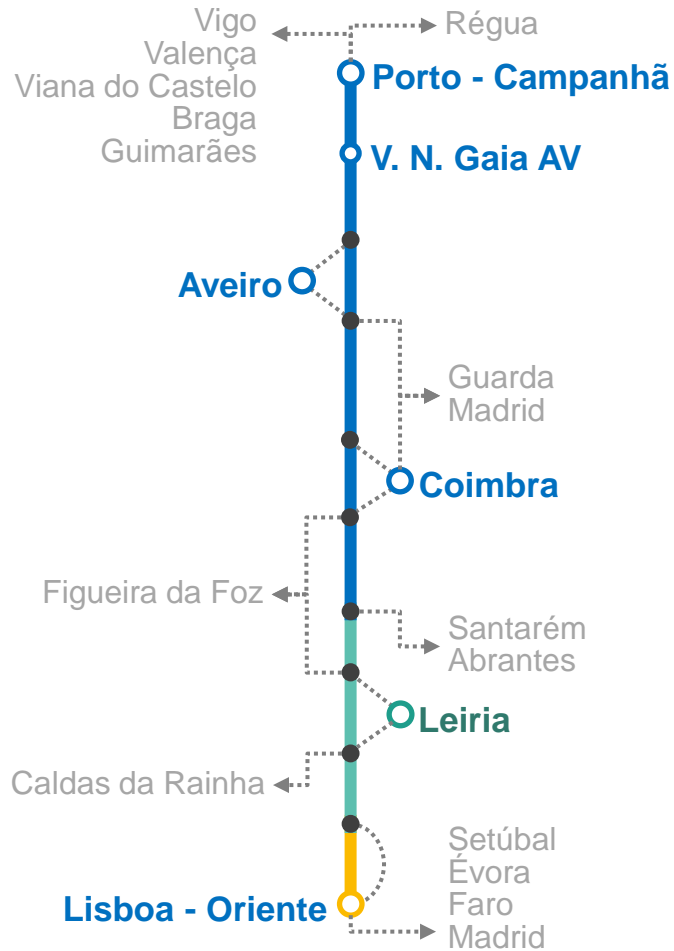 Vigo
Valença
Viana do Castelo
Braga
Guimarães
Régua
Porto - Campanhã
V. N. Gaia AV
Aveiro
Guarda
Madrid
Coimbra
Figueira da Foz
Santarém
Abrantes
Leiria
Caldas da Rainha
Setúbal
Évora
Faro
Madrid
Lisboa - Oriente